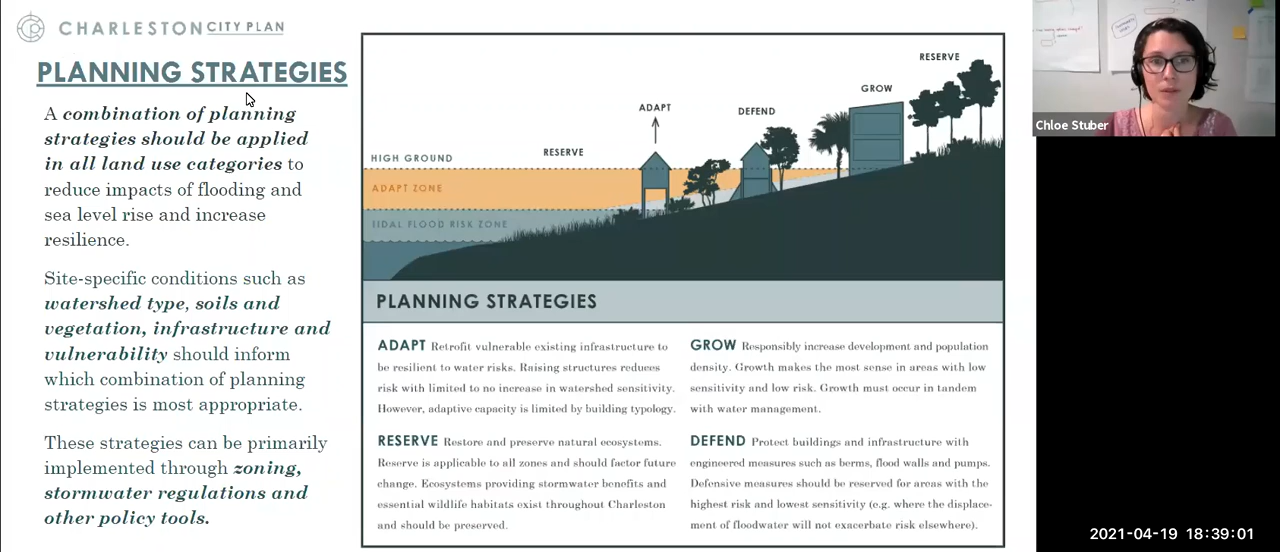 CHARLESTON CITY PLAN
PLANNING STRATEGIES
A combination of planning
strategies should be applied
in all land use categories to
reduce impacts of flooding and
sea level rise and increase
resilience.
Site-specific conditions such as
watershed type, soils and
vegetation, infrastructure and
vulnerability should inform
which combination of planning
strategies is most appropriate.
These strategies can be primarily
implemented through zoning,
stormwater regulations and
other policy tools.
RESERVE
GROW
ADAPT
DEFEND
RESERVE
HIGH GROUND
ADAPT ZONE
TIDAL FLOOD RISK ZONE
PLANNING STRATEGIES
ADAPT Retrofit vulnerable existing infrastructure to
be resilient to water risks. Raising structures reduces
risk with limited to no increase in watershed sensitivity.
However, adaptive capacity is limited by building typology.
RESERVE Restore and preserve natural ecosystems.
Reserve is applicable to all zones and should factor future
change. Ecosystems providing stormwater benefits and
essential wildlife habitats exist throughout Charleston
and should be preserved.
GROW Responsibly increase development and population
density. Growth makes the most sense in areas with low
sensitivity and low risk. Growth must occur in tandem
with water management.
DEFEND Protect buildings and infrastructure with
engineered measures such as berms, flood walls and pumps.
Defensive measures should be reserved for areas with the
highest risk and lowest sensitivity (e.g. where the displace-
ment of floodwater will not exacerbate risk elsewhere).
Chloe Stuber
2021-04-19 18:39:01